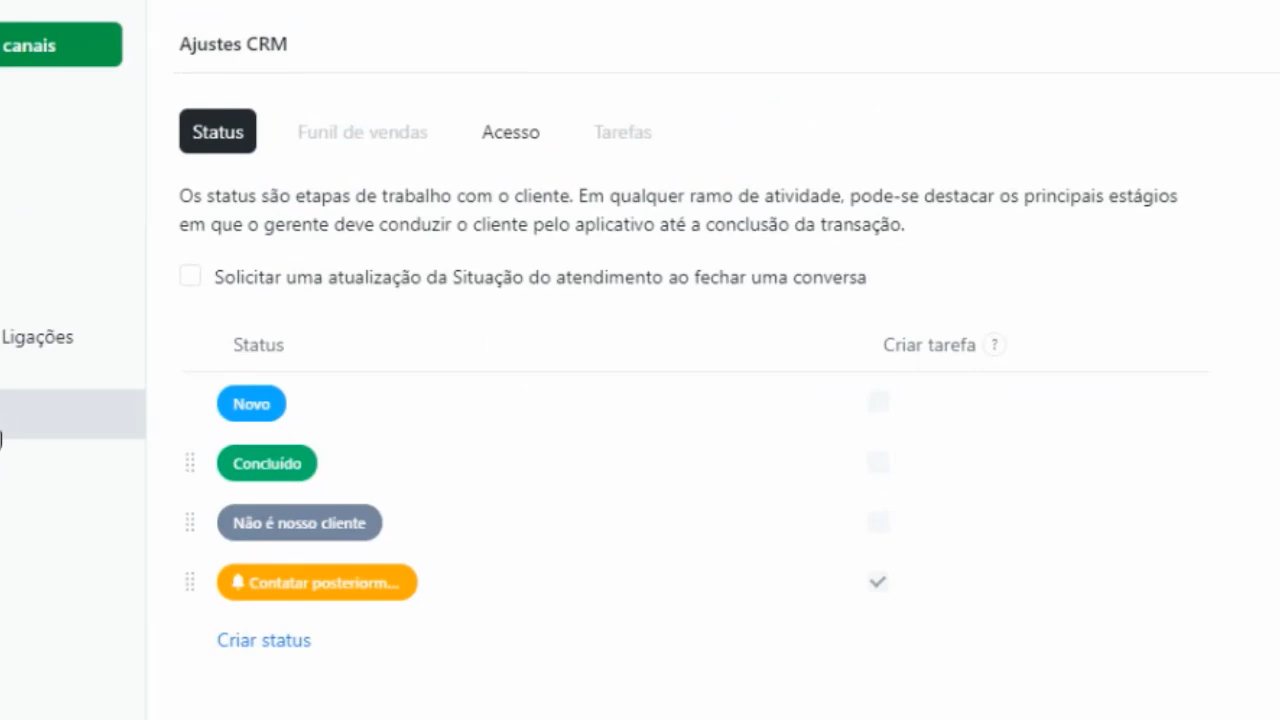 canais
Ajustes CRM
Status
Funil de vendas
Acesso
Tarefas
Os status são etapas de trabalho com o cliente. Em qualquer ramo de atividade, pode-se destacar os principais estágios
em que o gerente deve conduzir o cliente pelo aplicativo até a conclusão da transação.
Solicitar uma atualização da Situação do atendimento ao fechar uma conversa
Ligações
Status
Criar tarefa ?
Novo
Concluído
Não é nosso cliente
Contatar posteriorm...
Criar status